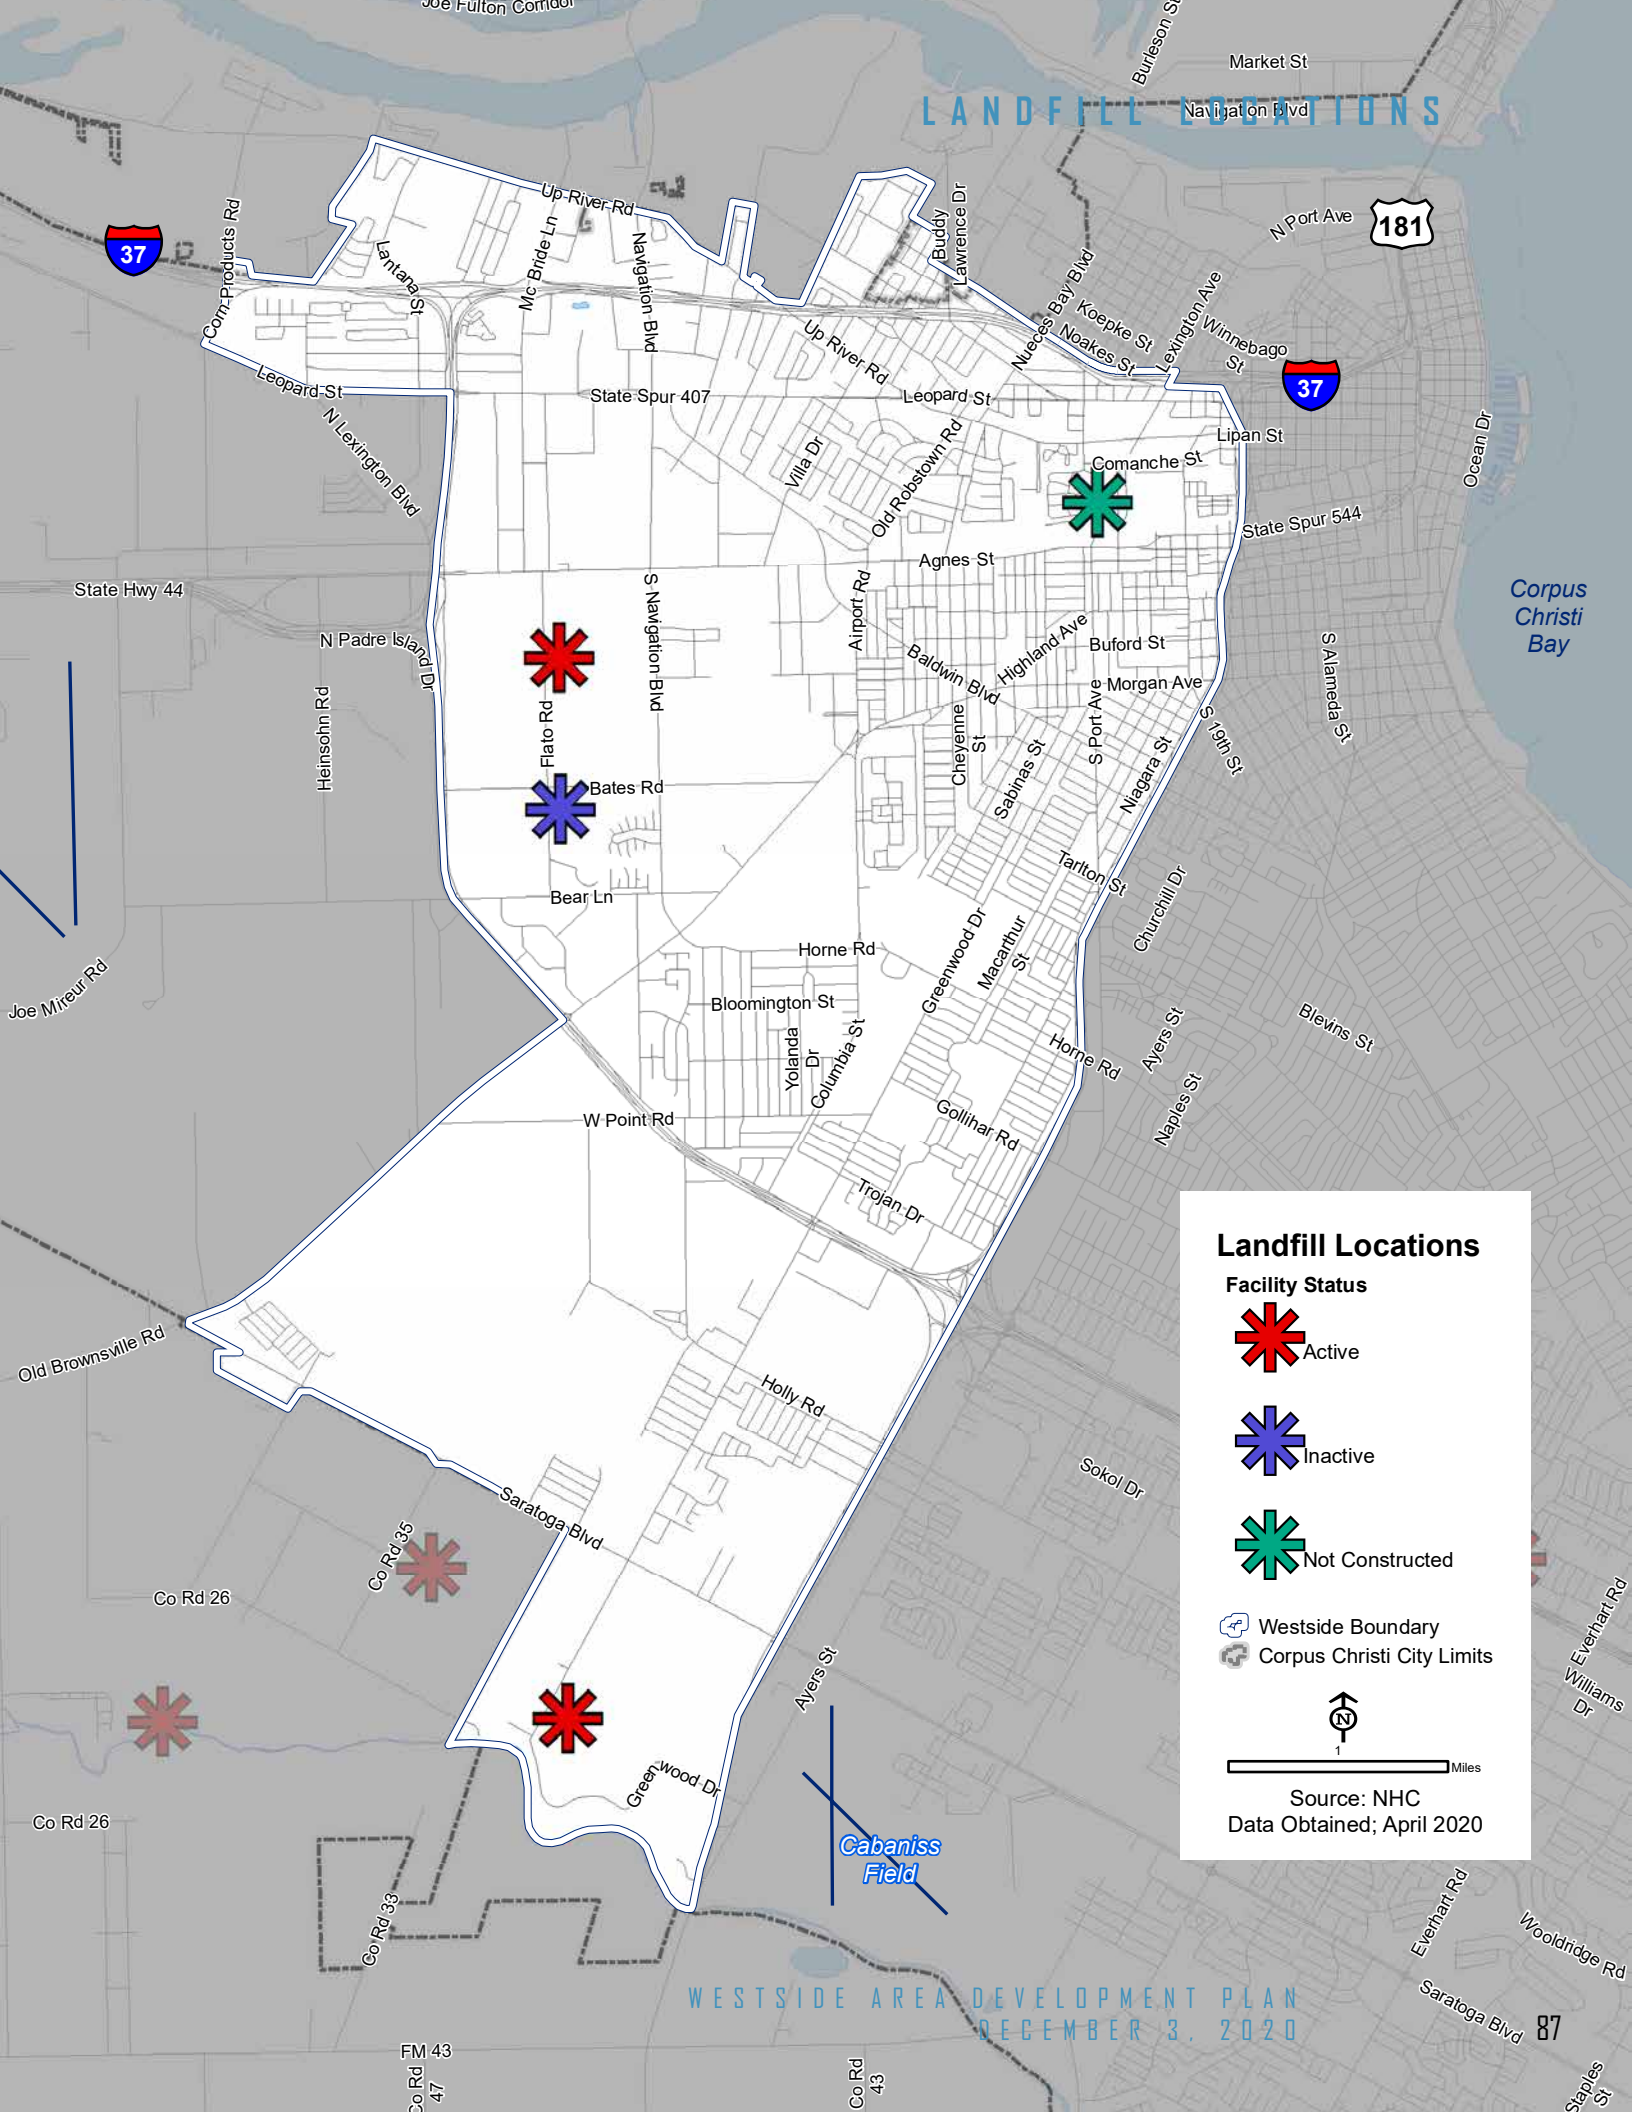 Joe Fulton Corridor
Burleson St
Market St
LANDFILL LOCATIONS
Navigation Blvd
Up River Rd
Corn Products Rd
37
Lantana St
Mc Bride Ln
Navigation Blvd
Buddy
Lawrence Dr
N Port Ave
181
Nueces Bay Blvd
Koepke St
Noakes St
Lexington Ave
Winnebago
St
37
Up River Rd
Leopard St
State Spur 407
Leopard St
N Lexington Blvd
Villa Dr
Old Robstown Rd
Lipan St
Comanche St
Ocean Dr
State Spur 544
Agnes St
State Hwy 44
Corpus
Christi
Bay
N Padre Island Dr
S Navigation Blvd
Airport Rd
Baldwin Blvd
Highland Ave
Buford St
Morgan Ave
S Alameda St
Heinsohn Rd
Flato Rd
Cheyenne
St
Sabinas St
S Port Ave
Niagara St
S 19th St
Bates Rd
Tarlton St
Bear Ln
Churchill Dr
Horne Rd
Greenwood Dr
Macarthur
St
Joe Mireur Rd
Bloomington St
Yolanda
Dr
Columbia St
Horne Rd
Ayers St
Blevins St
Naples St
W Point Rd
Gollihar Rd
Trojan Dr
Old Brownsville Rd
Holly Rd
Sokol Dr
Saratoga Blvd
Co Rd 35
Co Rd 26
Ayers St
Everhart Rd
Williams
Dr
Greenwood Dr
Co Rd 26
Cabaniss
Field
Co Rd 33
Landfill Locations
Facility Status
Active
Inactive
Not Constructed
Westside Boundary
Corpus Christi City Limits
N
1
Miles
Source: NHC
Data Obtained; April 2020
Everhart Rd
Wooldridge Rd
Saratoga Blvd
WESTSIDE AREA DEVELOPMENT PLAN
DECEMBER 3, 2020
87
FM 43
Co Rd
47
Co Rd
43
Staples
St